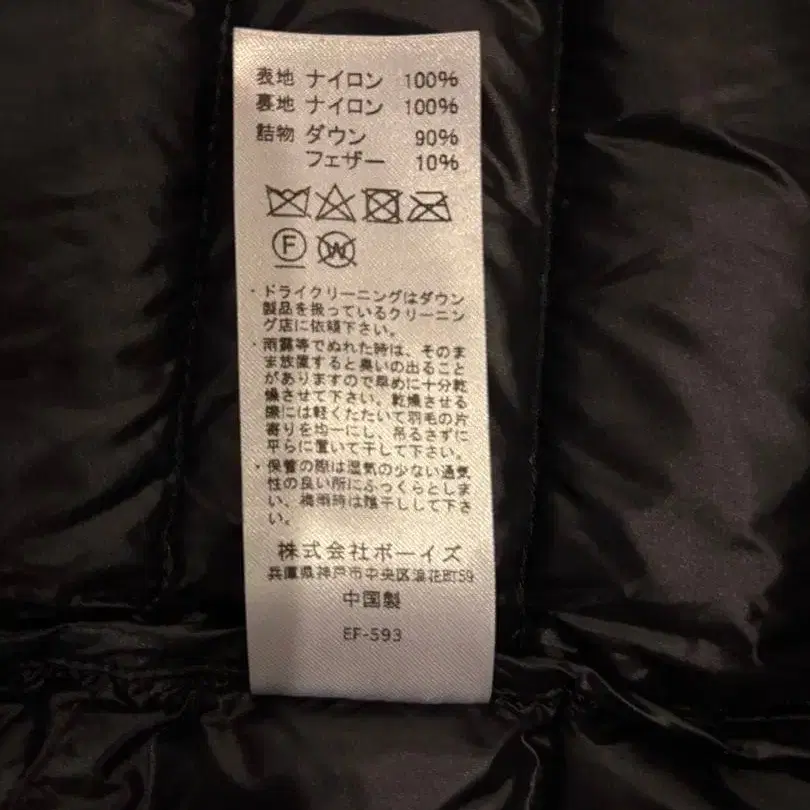 表地 ナイロン 100%
裏地 ナイロン 100%
詰物 ダウン 90%
フェザー 10%
F W
・ドライクリーニングはダウン
製品を扱っているクリーニン
グ店に依頼下さい。
・雨露等でぬれた時は、そのま
ま放置すると臭いの出ること
がありますので早めに十分乾
燥させて下さい。乾燥させる
際には軽くたたいて羽毛の片
寄りを均一にし、吊るさずに
平らに置いて干して下さい。
・保管の際は湿気の少ない通気
性の良い所にふっくらとしま
い、梅雨時は陰干しして下さ
い。
株式会社ボーイズ
兵庫県神戸市中央区浪花町59
中国製
EF-593